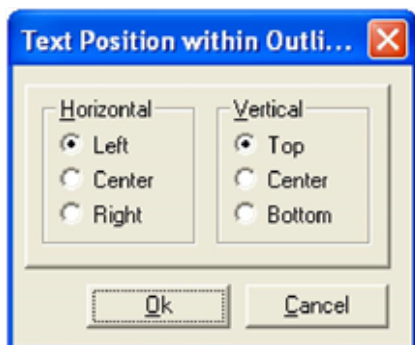 Text Position within Outli...
Horizontal Vertical
Left Top
Center Center
Right Bottom
Ok Cancel